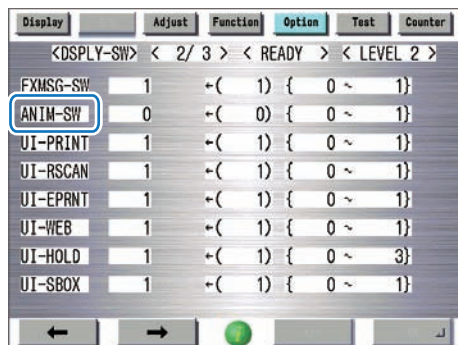 Display Adjust Function Option Test Counter
<DSPLY-SW> < 2/ 3 > < READY > < LEVEL 2 >
FXMSG-SW 1 ←( 1) { 0 ~ 1}
ANIM-SW 0 ←( 0) { 0 ~ 1}
UI-PRINT 1 ←( 1) { 0 ~ 1}
UI-RSCAN 1 ←( 1) { 0 ~ 1}
UI-EPRNT 1 ←( 1) { 0 ~ 1}
UI-WEB 1 ←( 1) { 0 ~ 1}
UI-HOLD 1 ←( 1) { 0 ~ 3}
UI-SBOX 1 ←( 1) { 0 ~ 1}
← → i